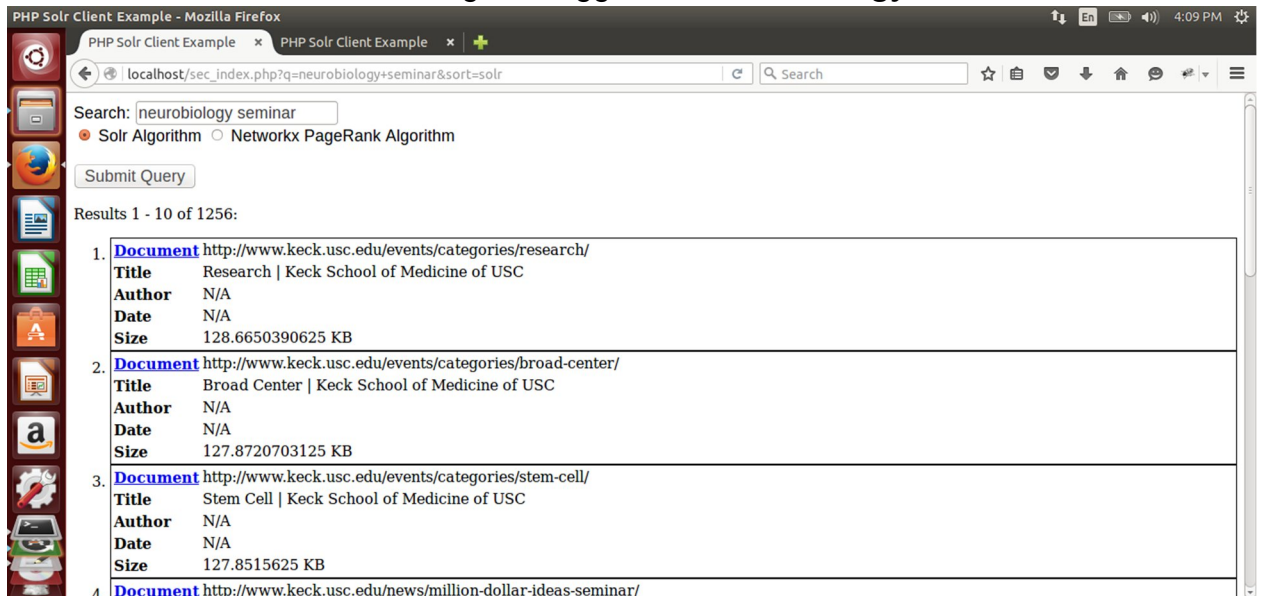 PHP Solr Client Example - Mozilla Firefox
En
4:09 PM
PHP Solr Client Example × PHP Solr Client Example ×
localhost/sec_index.php?q=neurobiology+seminar&sort=solr
Search
Search: neurobiology seminar
Solr Algorithm Networkx PageRank Algorithm
Submit Query
Results 1 - 10 of 1256:
1. Document http://www.keck.usc.edu/events/categories/research/
Title Research | Keck School of Medicine of USC
Author N/A
Date N/A
Size 128.6650390625 KB
2. Document http://www.keck.usc.edu/events/categories/broad-center/
Title Broad Center | Keck School of Medicine of USC
Author N/A
Date N/A
Size 127.8720703125 KB
3. Document http://www.keck.usc.edu/events/categories/stem-cell/
Title Stem Cell | Keck School of Medicine of USC
Author N/A
Date N/A
Size 127.8515625 KB
4. Document http://www.keck.usc.edu/news/million-dollar-ideas-seminar/